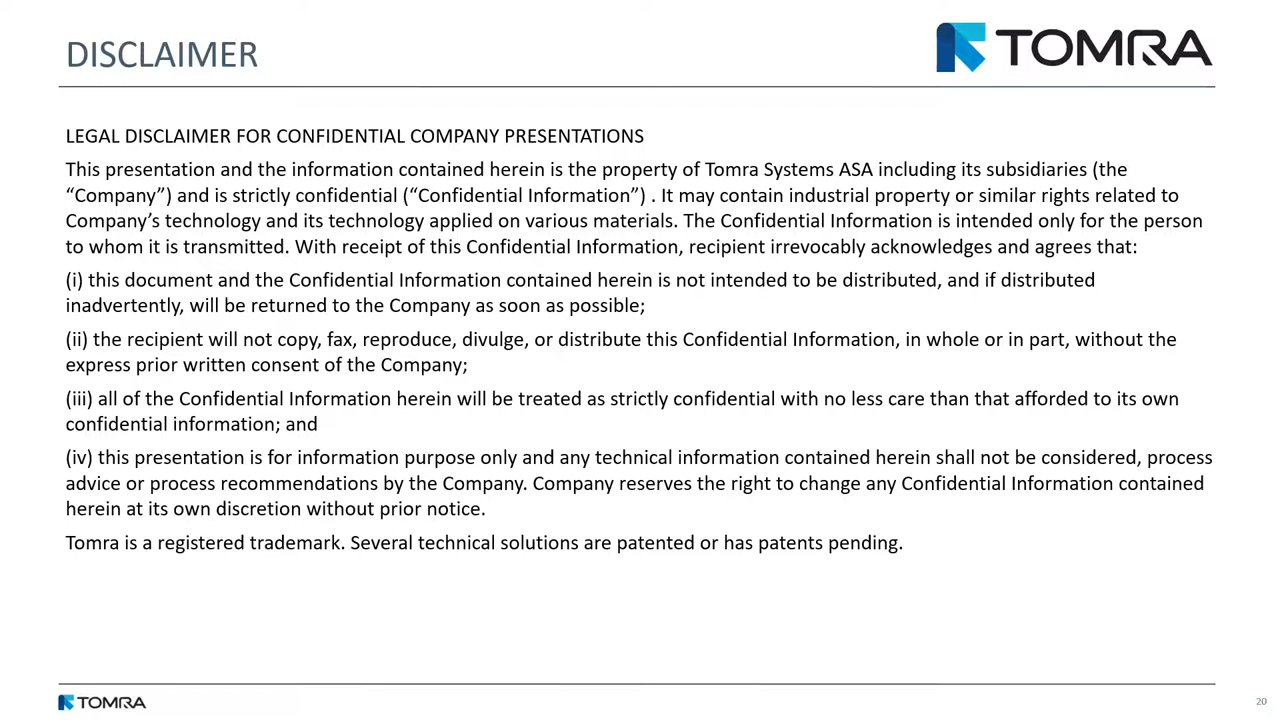 DISCLAIMER
TOMRA
LEGAL DISCLAIMER FOR CONFIDENTIAL COMPANY PRESENTATIONS
This presentation and the information contained herein is the property of Tomra Systems ASA including its subsidiaries (the
“Company”) and is strictly confidential (“Confidential Information”) . It may contain industrial property or similar rights related to
Company’s technology and its technology applied on various materials. The Confidential Information is intended only for the person
to whom it is transmitted. With receipt of this Confidential Information, recipient irrevocably acknowledges and agrees that:
(i) this document and the Confidential Information contained herein is not intended to be distributed, and if distributed
inadvertently, will be returned to the Company as soon as possible;
(ii) the recipient will not copy, fax, reproduce, divulge, or distribute this Confidential Information, in whole or in part, without the
express prior written consent of the Company;
(iii) all of the Confidential Information herein will be treated as strictly confidential with no less care than that afforded to its own
confidential information; and
(iv) this presentation is for information purpose only and any technical information contained herein shall not be considered, process
advice or process recommendations by the Company. Company reserves the right to change any Confidential Information contained
herein at its own discretion without prior notice.
Tomra is a registered trademark. Several technical solutions are patented or has patents pending.
TOMRA
20